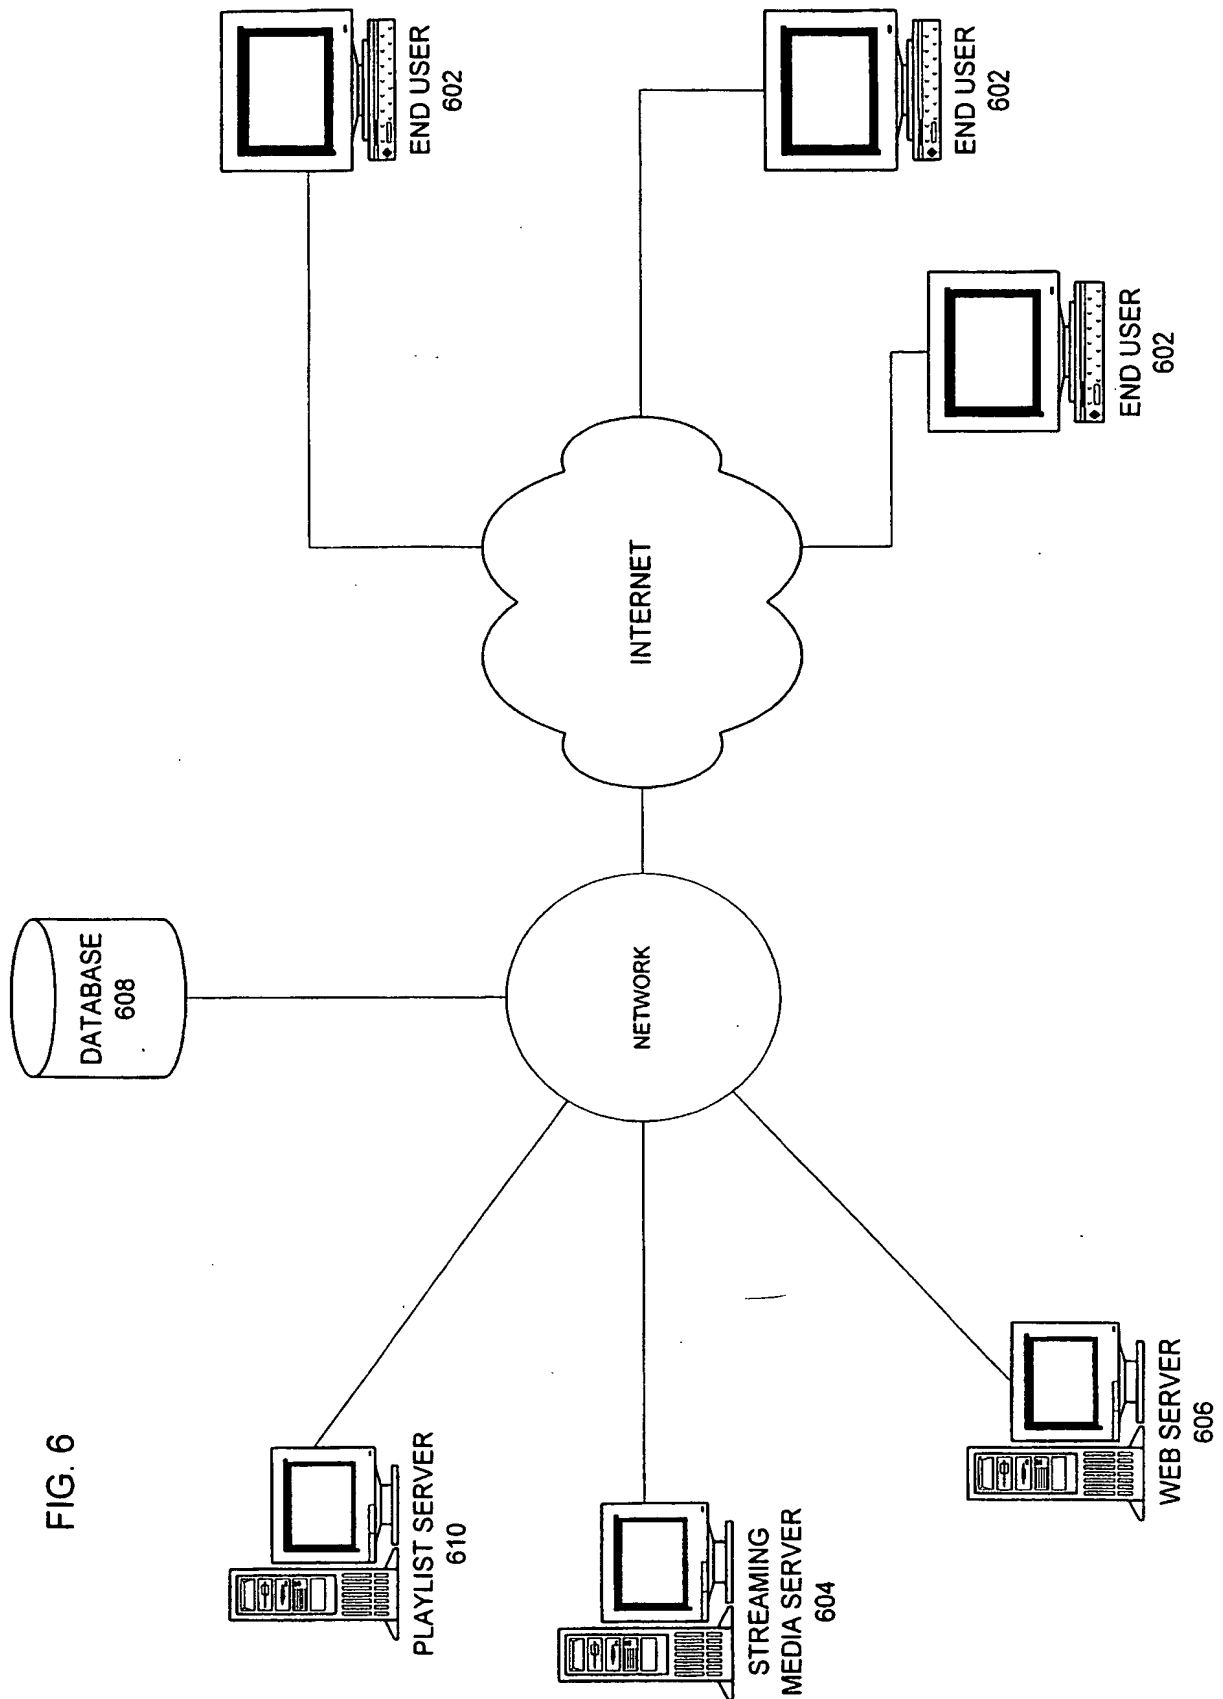 FIG. 6
PLAYLIST SERVER
610
STREAMING
MEDIA SERVER
604
WEB SERVER
606
DATABASE
608
NETWORK
INTERNET
END USER
602
END USER
602
END USER
602